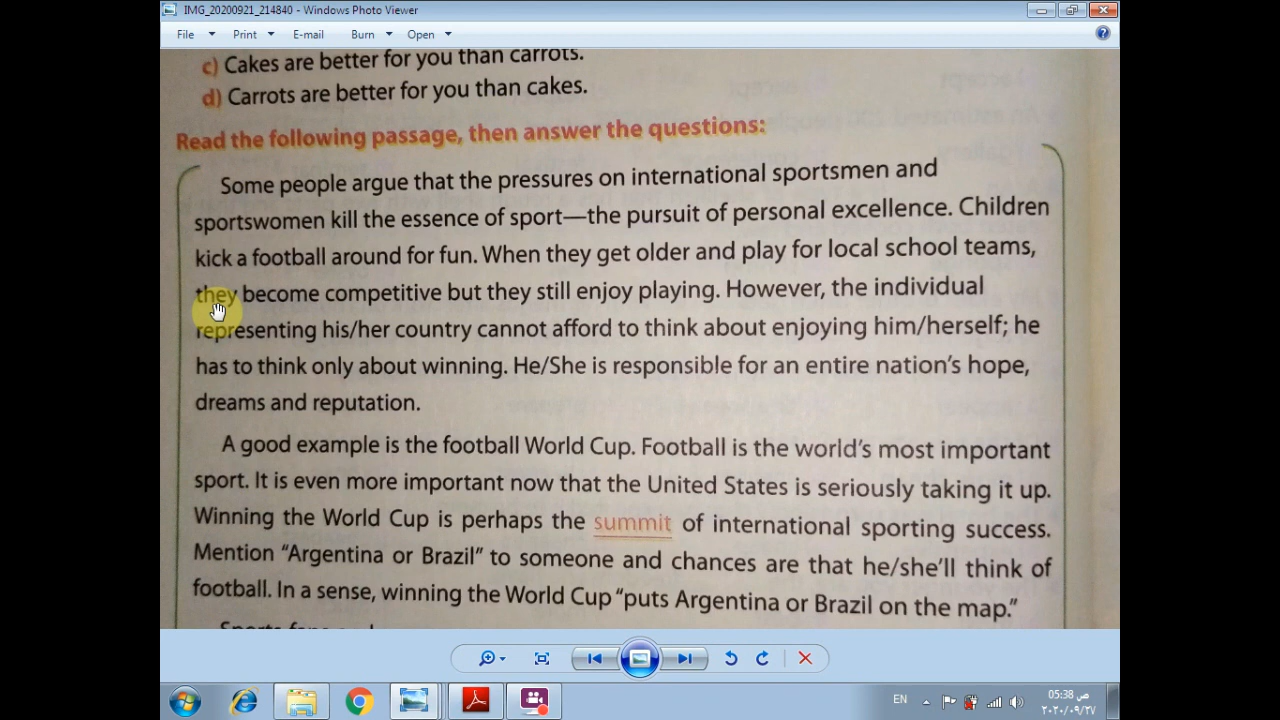 IMG_20200921_214840 - Windows Photo Viewer
File Print E-mail Burn Open
c) Cakes are better for you than carrots.
d) Carrots are better for you than cakes.
Read the following passage, then answer the questions:
Some people argue that the pressures on international sportsmen and
sportswomen kill the essence of sport—the pursuit of personal excellence. Children
kick a football around for fun. When they get older and play for local school teams,
they become competitive but they still enjoy playing. However, the individual
representing his/her country cannot afford to think about enjoying him/herself; he
has to think only about winning. He/She is responsible for an entire nation's hope,
dreams and reputation.
A good example is the football World Cup. Football is the world's most important
sport. It is even more important now that the United States is seriously taking it up.
Winning the World Cup is perhaps the summit of international sporting success.
Mention "Argentina or Brazil" to someone and chances are that he/she'll think of
football. In a sense, winning the World Cup "puts Argentina or Brazil on the map."
EN
05:38 ص
٢٠٢٠/٠٩/٢٧